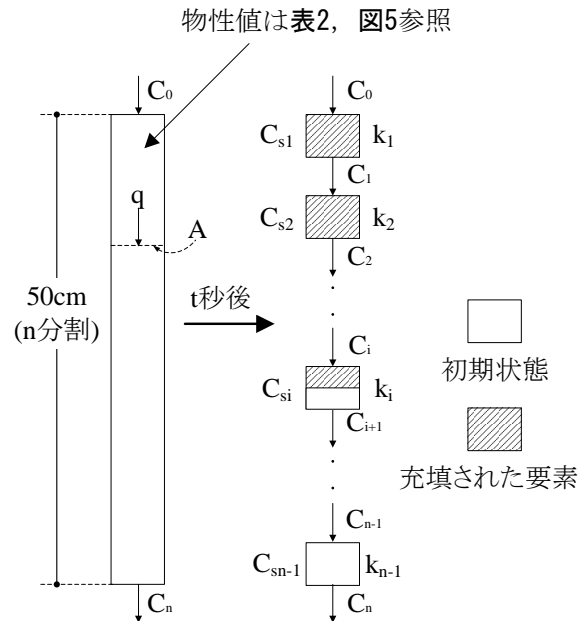 物性値は表2，図5参照
C0
q
A
50cm
(n分割)
Cn
t秒後
C0
Cs1
k1
C1
Cs2
k2
C2
Ci
Csi
ki
Ci+1
Cn-1
Csn-1
kn-1
Cn
初期状態
充填された要素